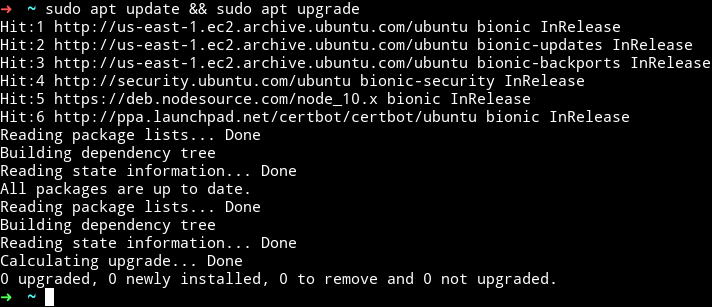 ➜  ~ sudo apt update && sudo apt upgrade
Hit:1 http://us-east-1.ec2.archive.ubuntu.com/ubuntu bionic InRelease
Hit:2 http://us-east-1.ec2.archive.ubuntu.com/ubuntu bionic-updates InRelease
Hit:3 http://us-east-1.ec2.archive.ubuntu.com/ubuntu bionic-backports InRelease
Hit:4 http://security.ubuntu.com/ubuntu bionic-security InRelease
Hit:5 https://deb.nodesource.com/node_10.x bionic InRelease
Hit:6 http://ppa.launchpad.net/certbot/certbot/ubuntu bionic InRelease
Reading package lists... Done
Building dependency tree
Reading state information... Done
All packages are up to date.
Reading package lists... Done
Building dependency tree
Reading state information... Done
Calculating upgrade... Done
0 upgraded, 0 newly installed, 0 to remove and 0 not upgraded.
➜  ~